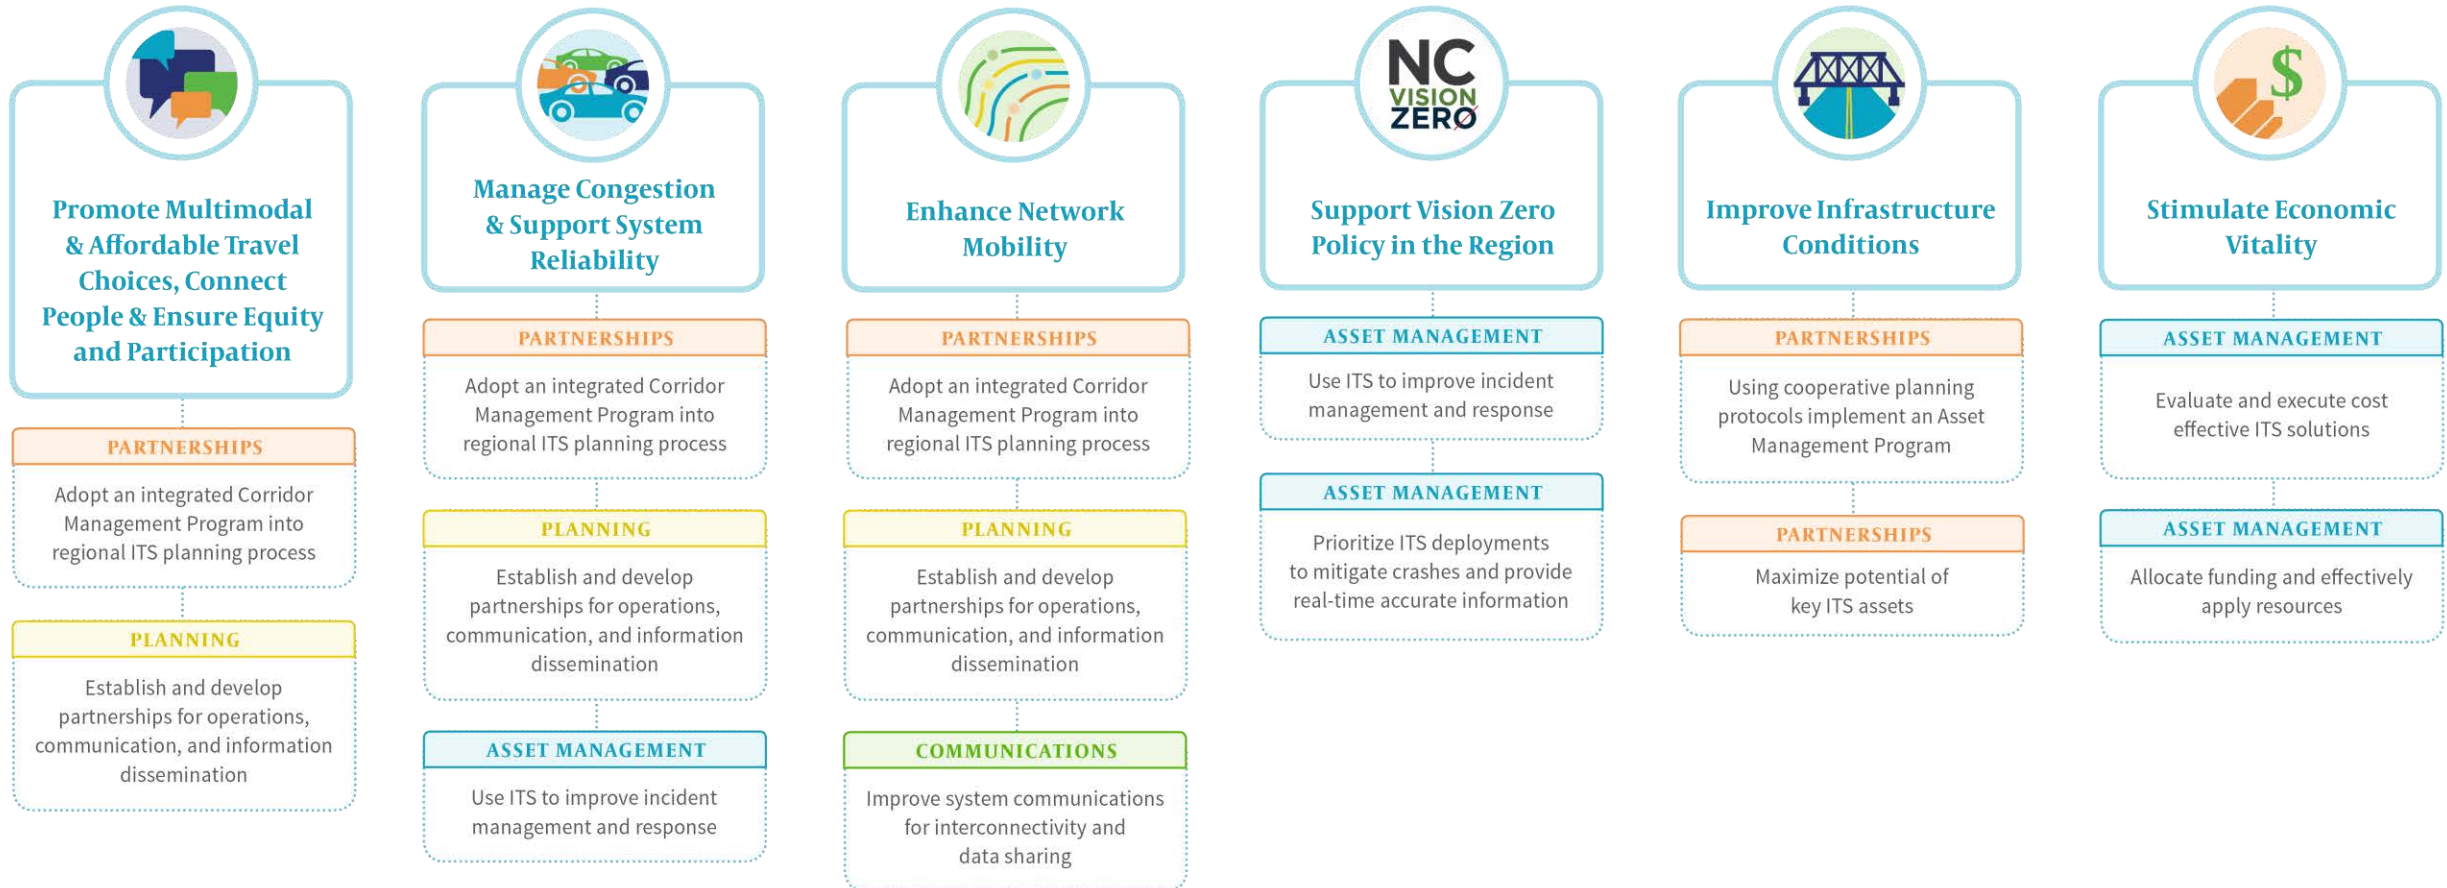 Promote Multimodal
& Affordable Travel
Choices, Connect
People & Ensure Equity
and Participation
PARTNERSHIPS
Adopt an integrated Corridor
Management Program into
regional ITS planning process
PLANNING
Establish and develop
partnerships for operations,
communication, and information
dissemination
Manage Congestion
& Support System
Reliability
PARTNERSHIPS
Adopt an integrated Corridor
Management Program into
regional ITS planning process
PLANNING
Establish and develop
partnerships for operations,
communication, and information
dissemination
ASSET MANAGEMENT
Use ITS to improve incident
management and response
Enhance Network
Mobility
PARTNERSHIPS
Adopt an integrated Corridor
Management Program into
regional ITS planning process
PLANNING
Establish and develop
partnerships for operations,
communication, and information
dissemination
COMMUNICATIONS
Improve system communications
for interconnectivity and
data sharing
NC
VISION
ZERO
Support Vision Zero
Policy in the Region
ASSET MANAGEMENT
Use ITS to improve incident
management and response
ASSET MANAGEMENT
Prioritize ITS deployments
to mitigate crashes and provide
real-time accurate information
Improve Infrastructure
Conditions
PARTNERSHIPS
Using cooperative planning
protocols implement an Asset
Management Program
PARTNERSHIPS
Maximize potential of
key ITS assets
$
Stimulate Economic
Vitality
ASSET MANAGEMENT
Evaluate and execute cost
effective ITS solutions
ASSET MANAGEMENT
Allocate funding and effectively
apply resources